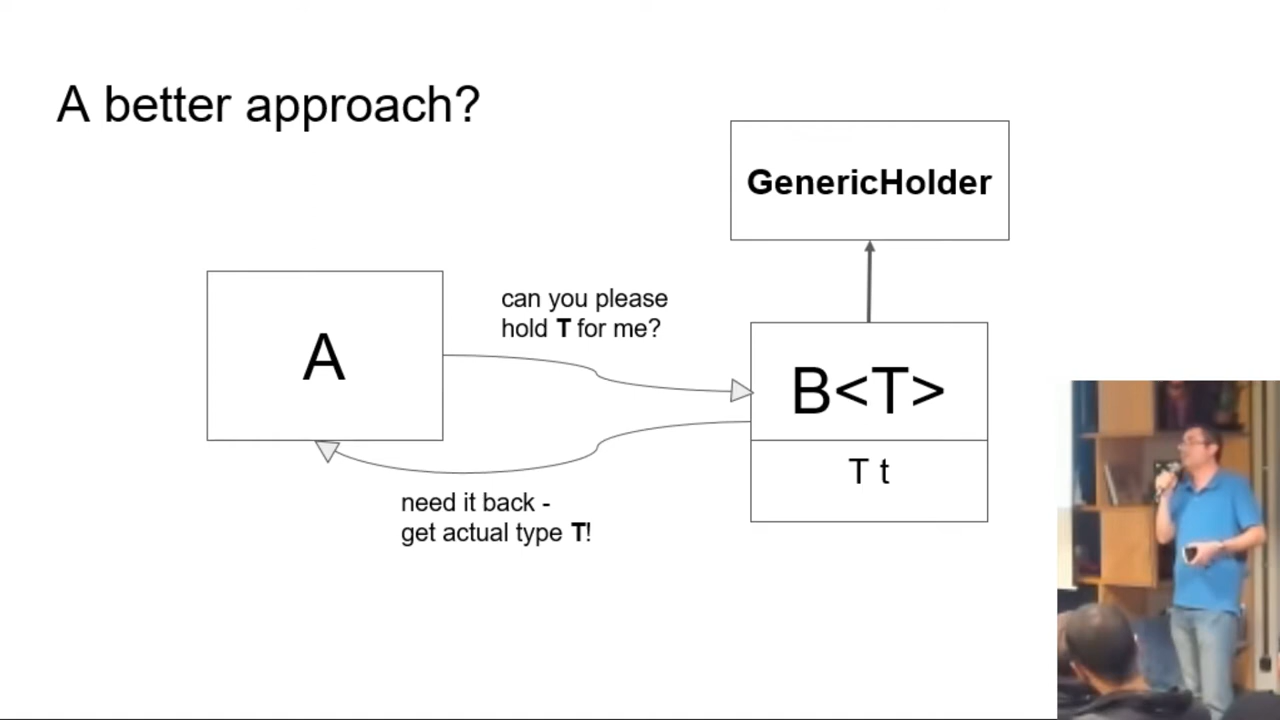 A better approach?
GenericHolder
can you please
hold T for me?
A
B<T>
T t
need it back -
get actual type T!